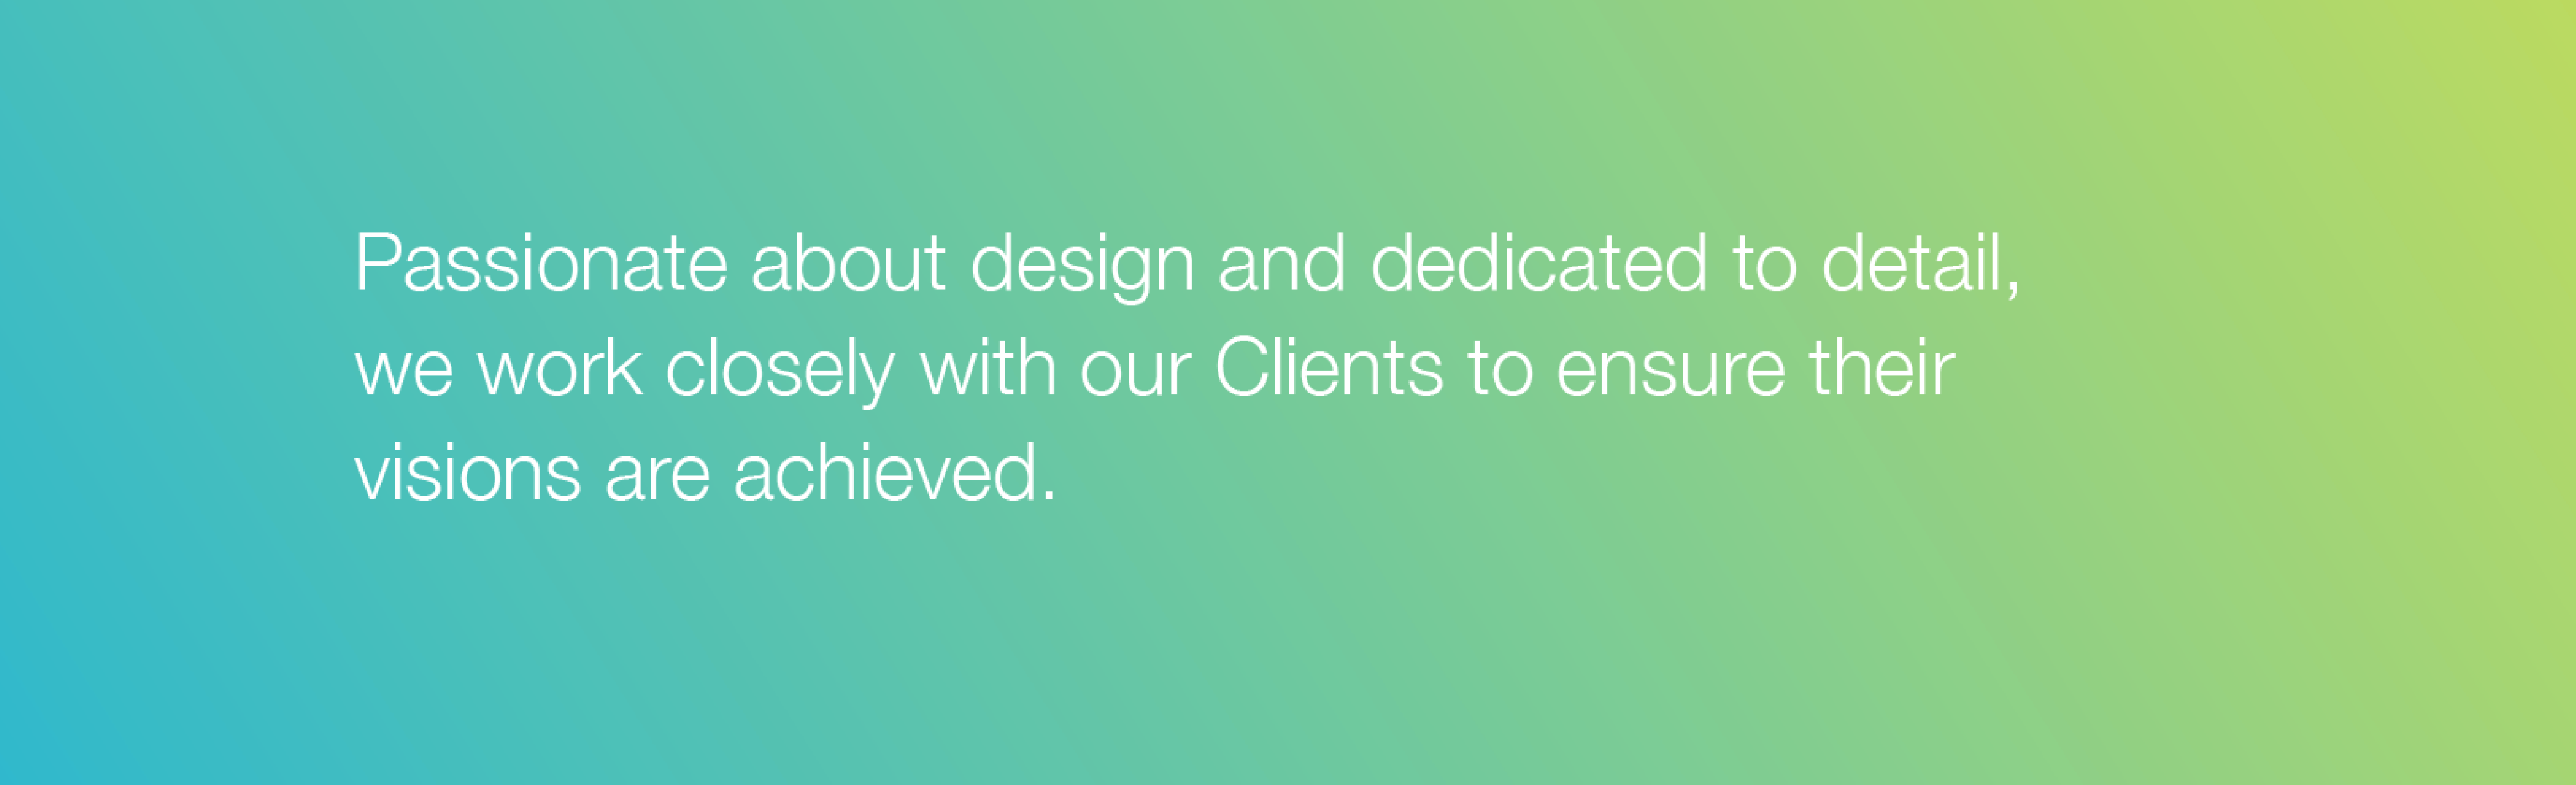 Passionate about design and dedicated to detail,
we work closely with our Clients to ensure their
visions are achieved.